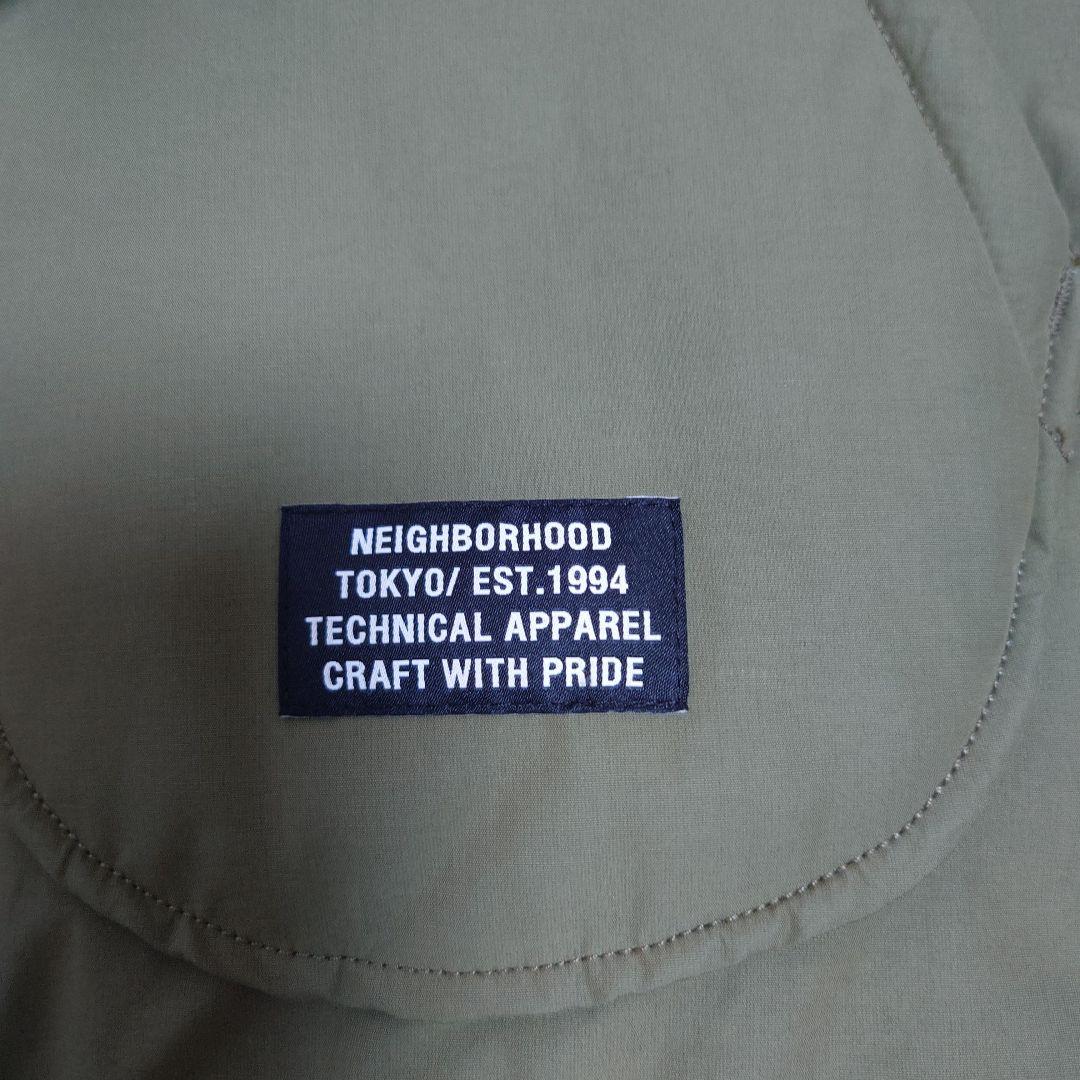 NEIGHBORHOOD
TOKYO/ EST.1994
TECHNICAL APPAREL
CRAFT WITH PRIDE